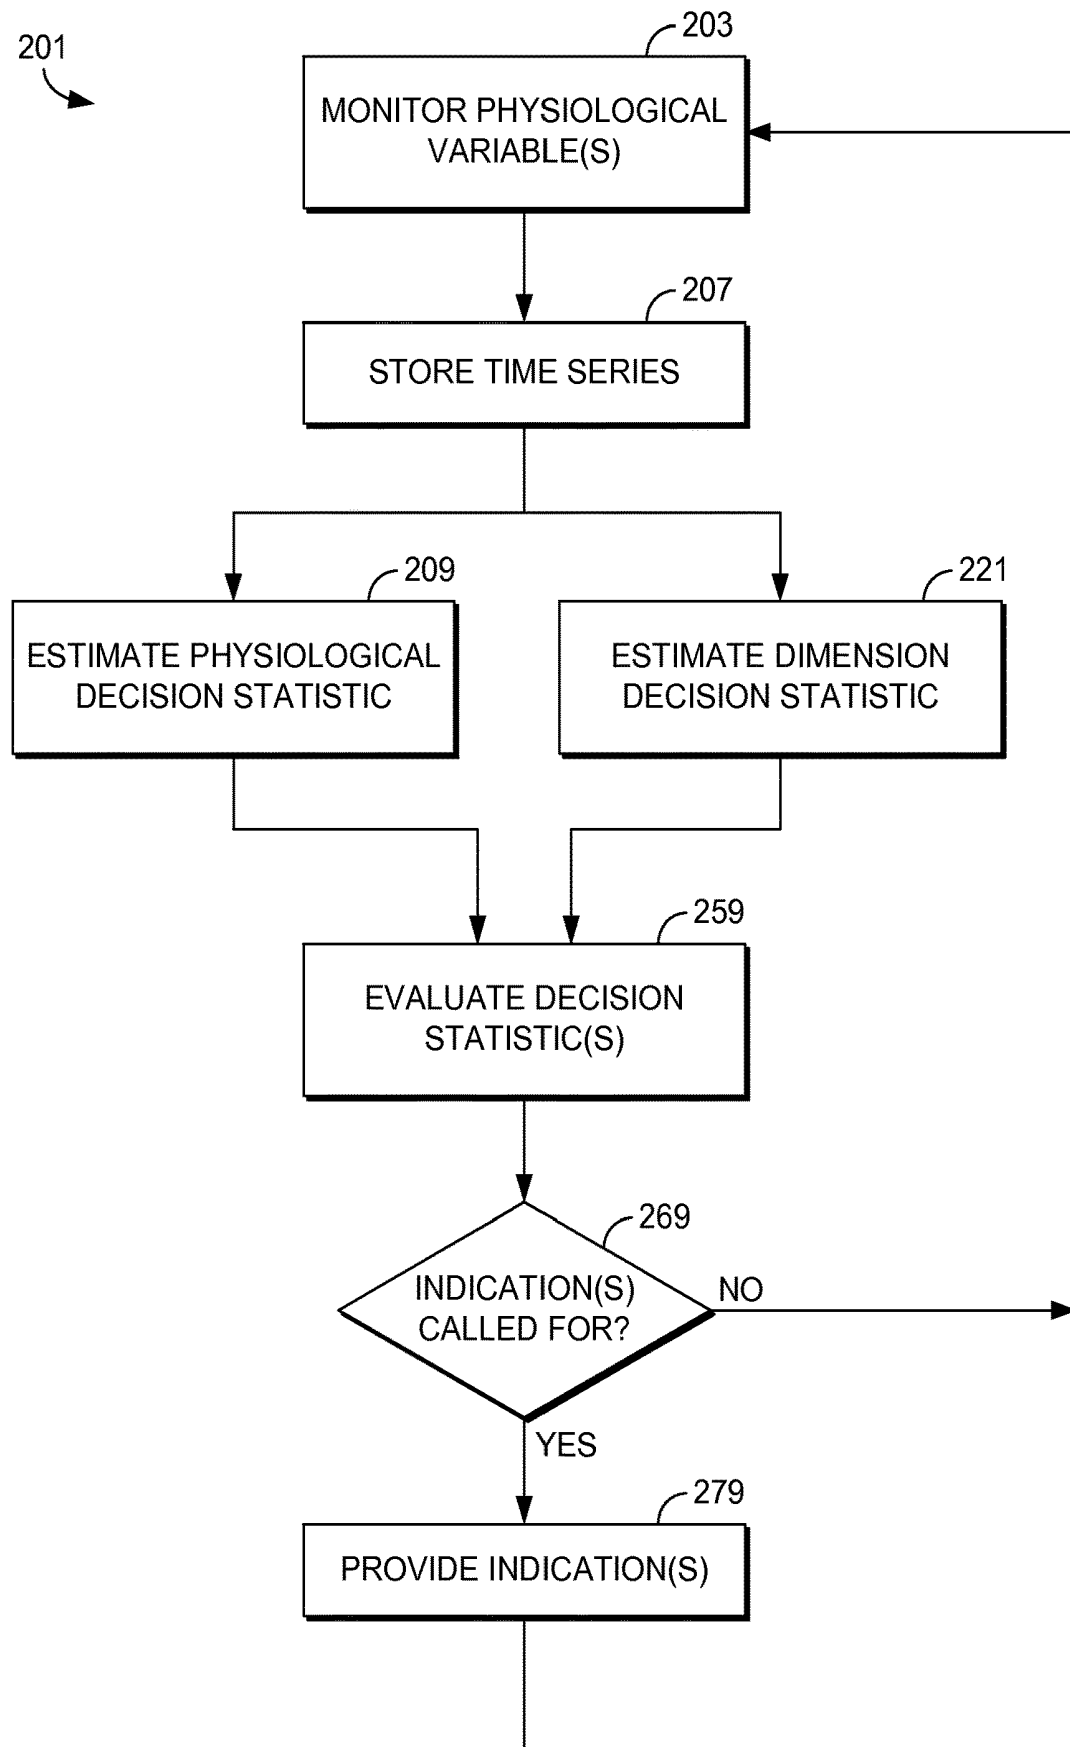 201
203
MONITOR PHYSIOLOGICAL
VARIABLE(S)
207
STORE TIME SERIES
209
ESTIMATE PHYSIOLOGICAL
DECISION STATISTIC
221
ESTIMATE DIMENSION
DECISION STATISTIC
259
EVALUATE DECISION
STATISTIC(S)
269
INDICATION(S)
CALLED FOR?
NO
YES
279
PROVIDE INDICATION(S)